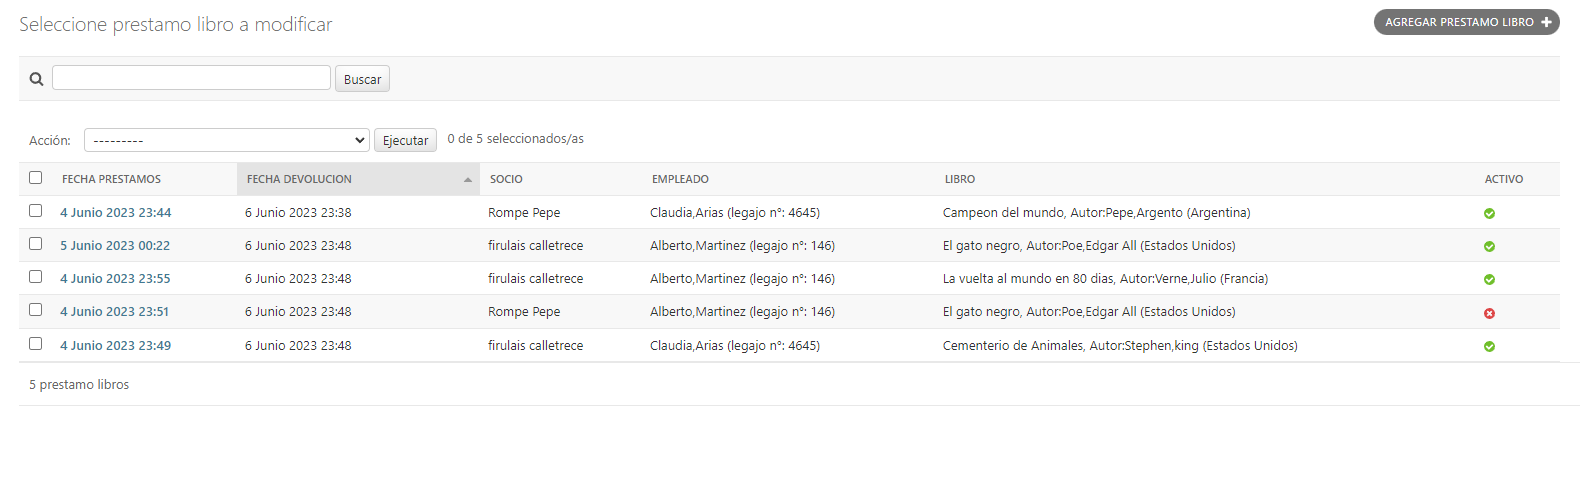 Seleccione prestamo libro a modificar
AGREGAR PRESTAMO LIBRO
Buscar
Acción: --------- Ejecutar 0 de 5 seleccionados/as
FECHA PRESTAMOS FECHA DEVOLUCION SOCIO EMPLEADO LIBRO ACTIVO
4 Junio 2023 23:44 6 Junio 2023 23:38 Rompe Pepe Claudia,Arias (legajo n°: 4645) Campeon del mundo, Autor:Pepe,Argento (Argentina)
5 Junio 2023 00:22 6 Junio 2023 23:48 firulais calletrece Alberto,Martinez (legajo n°: 146) El gato negro, Autor:Poe,Edgar All (Estados Unidos)
4 Junio 2023 23:55 6 Junio 2023 23:48 firulais calletrece Alberto,Martinez (legajo n°: 146) La vuelta al mundo en 80 dias, Autor:Verne,Julio (Francia)
4 Junio 2023 23:51 6 Junio 2023 23:48 Rompe Pepe Alberto,Martinez (legajo n°: 146) El gato negro, Autor:Poe,Edgar All (Estados Unidos)
4 Junio 2023 23:49 6 Junio 2023 23:48 firulais calletrece Claudia,Arias (legajo n°: 4645) Cementerio de Animales, Autor:Stephen,king (Estados Unidos)
5 prestamo libros